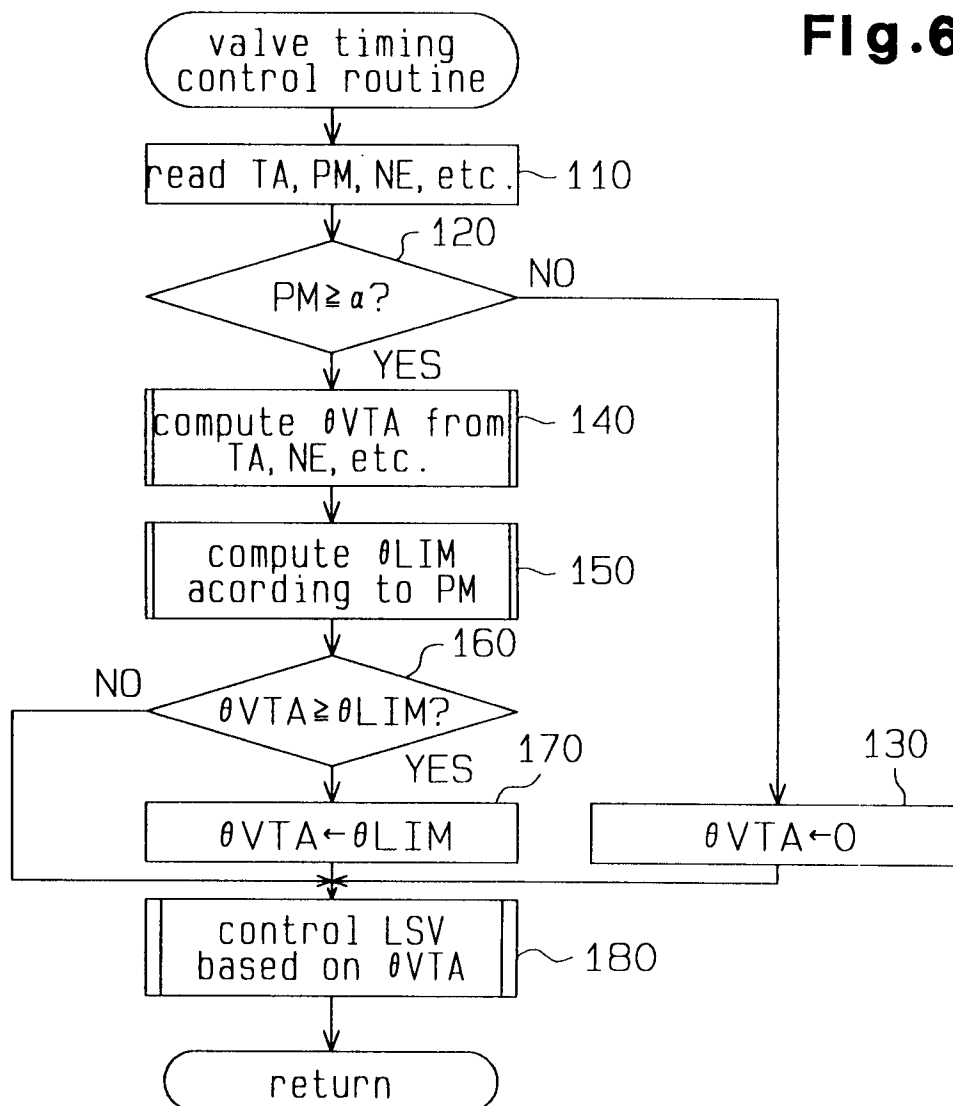 Fig.6
valve timing
control routine
read TA, PM, NE, etc.
110
120
PM≧α?
NO
YES
compute θVTA from
TA, NE, etc.
140
compute θLIM
acording to PM
150
160
NO
θVTA≧θLIM?
YES
170
130
θVTA←θLIM
θVTA←0
control LSV
based on θVTA
180
return